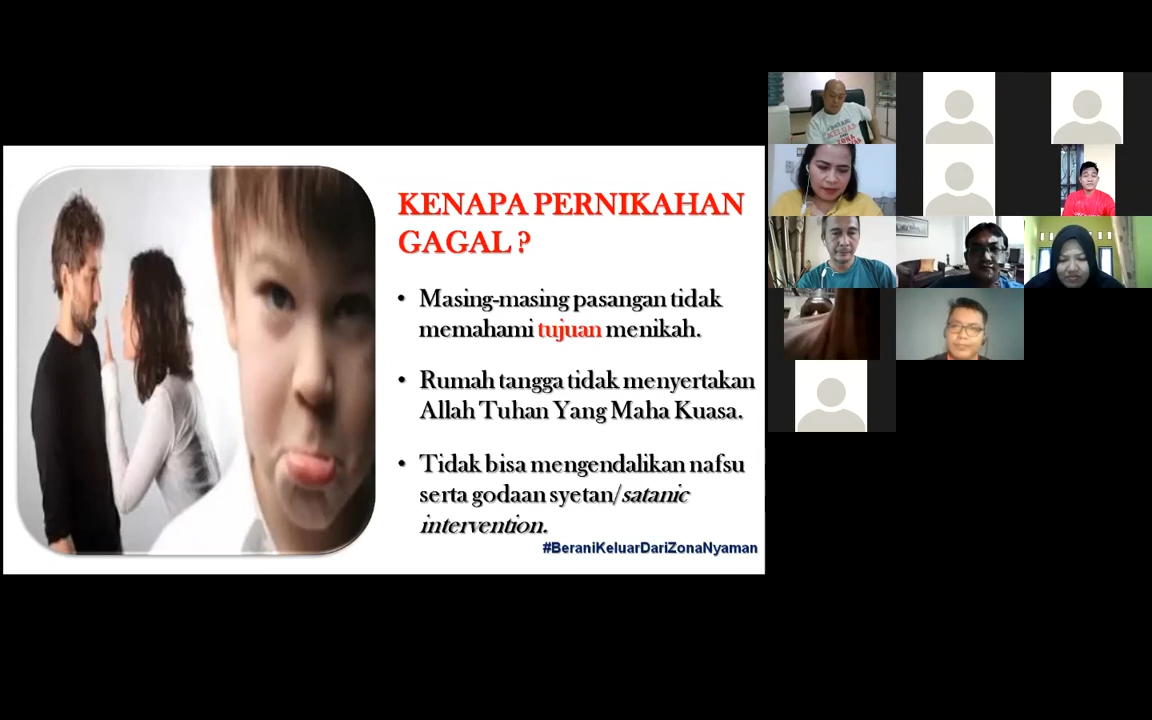 KENAPA PERNIKAHAN
GAGAL ?
• Masing-masing pasangan tidak
memahami tujuan menikah.
• Rumah tangga tidak menyertakan
Allah Tuhan Yang Maha Kuasa.
• Tidak bisa mengendalikan nafsu
serta godaan syetan/satanic
intervention.
#BeraniKeluarDariZonaNyaman